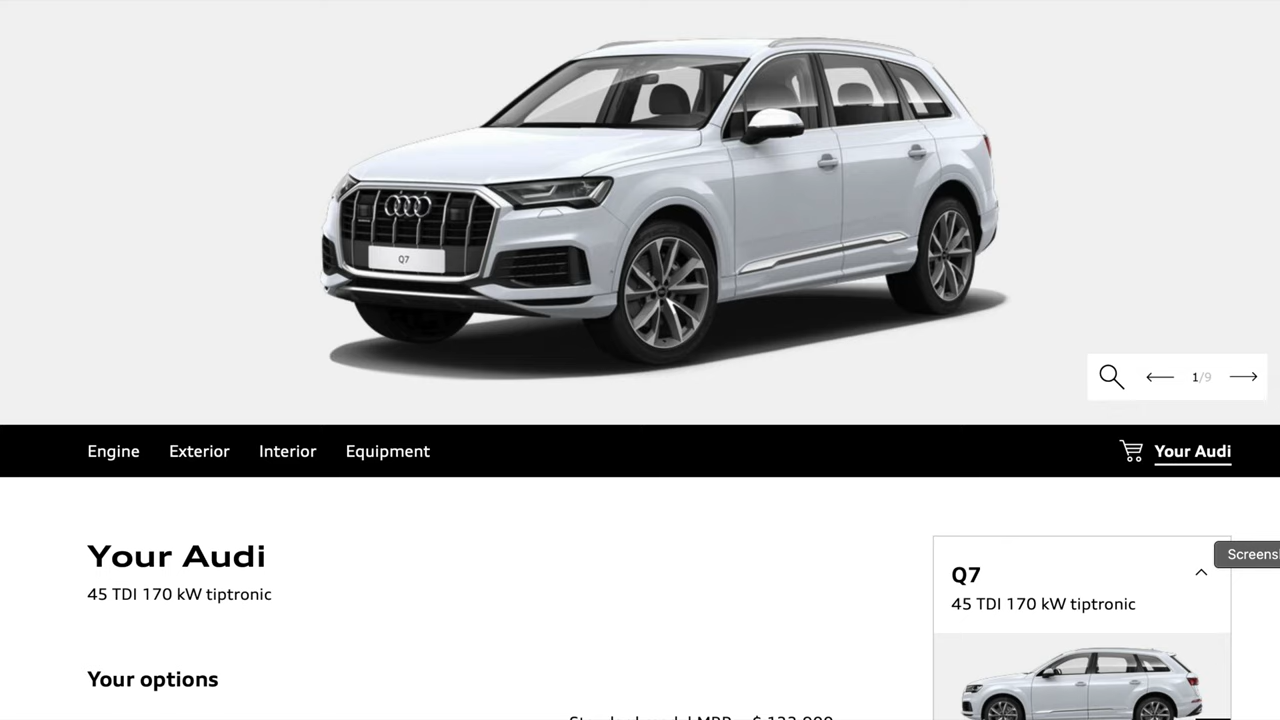 Q7
1/9
Engine Exterior Interior Equipment Your Audi
Your Audi
45 TDI 170 kW tiptronic
Q7
45 TDI 170 kW tiptronic
Your options